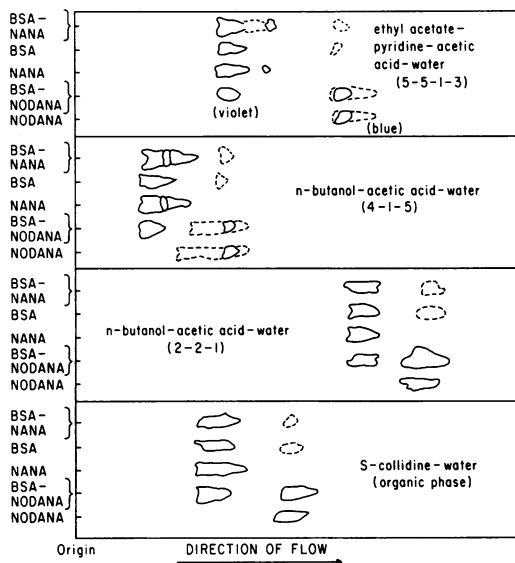 BSA-
NANA
BSA
NANA
BSA-
NODANA
NODANA
ethyl acetate-
pyridine-acetic
acid-water
(5-5-1-3)
(violet)
(blue)
BSA-
NANA
BSA
NANA
BSA-
NODANA
NODANA
n-butanol-acetic acid-water
(4-1-5)
BSA-
NANA
BSA
NANA
BSA-
NODANA
NODANA
n-butanol-acetic acid-water
(2-2-1)
BSA-
NANA
BSA
NANA
BSA-
NODANA
NODANA
S-collidine-water
(organic phase)
Origin DIRECTION OF FLOW